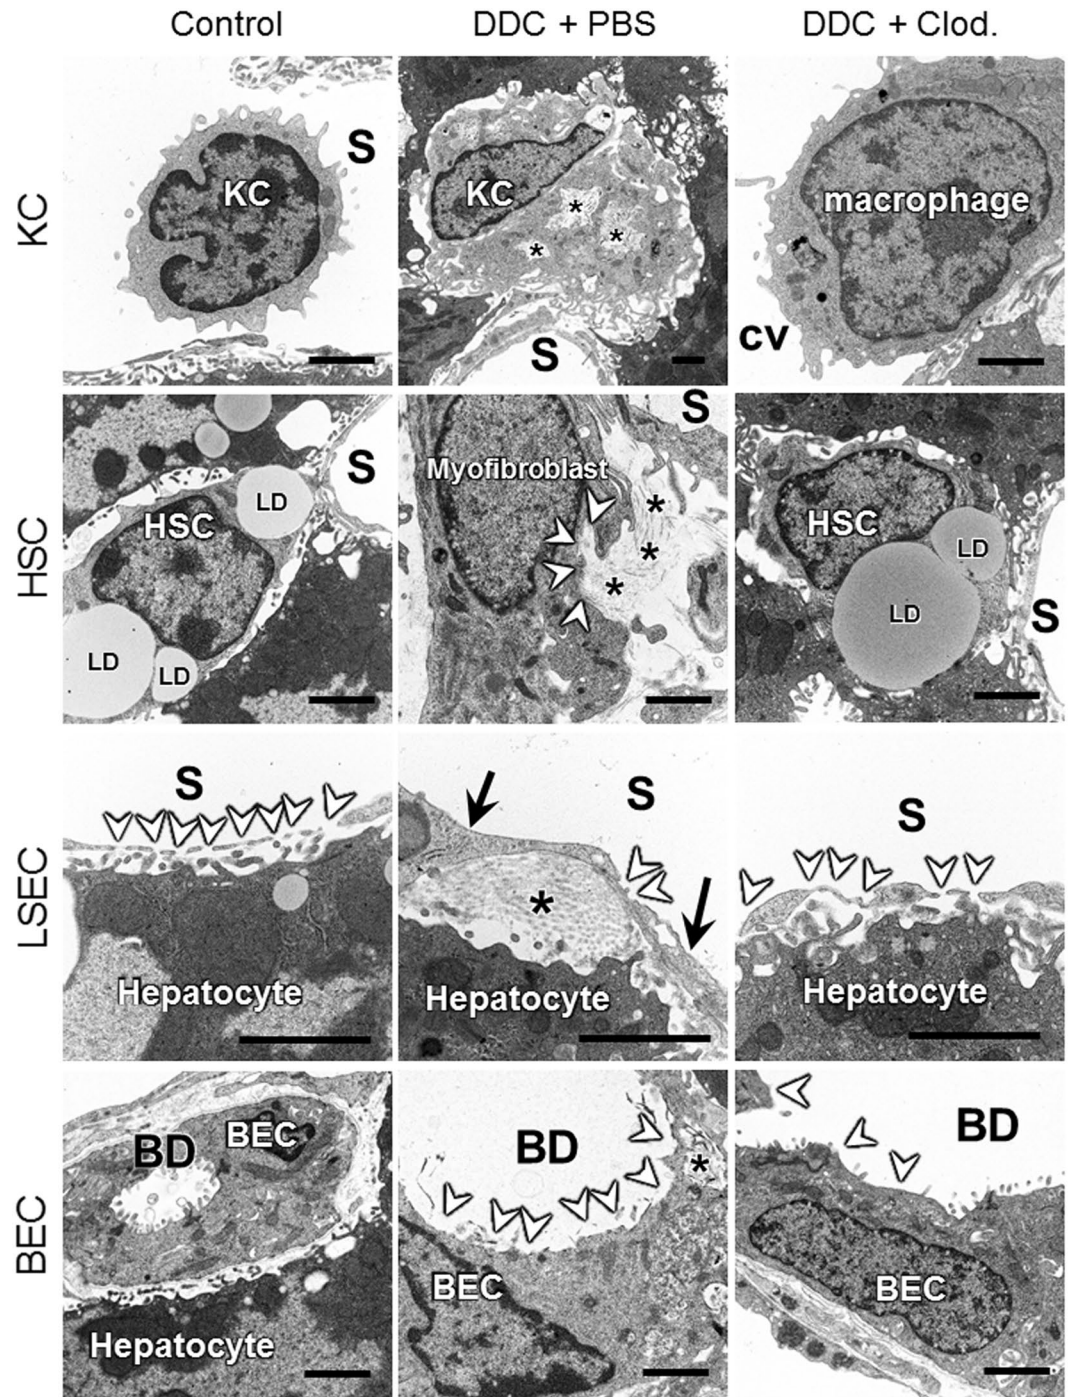 Control DDC + PBS DDC + Clod.
KC
KC S
KC * * * S
macrophage cv
HSC
HSC LD LD LD S
Myofibroblast S * * *
HSC LD LD S
LSEC
S Hepatocyte
S * Hepatocyte
S Hepatocyte
BEC
BD BEC Hepatocyte
BD * BEC
BD BEC